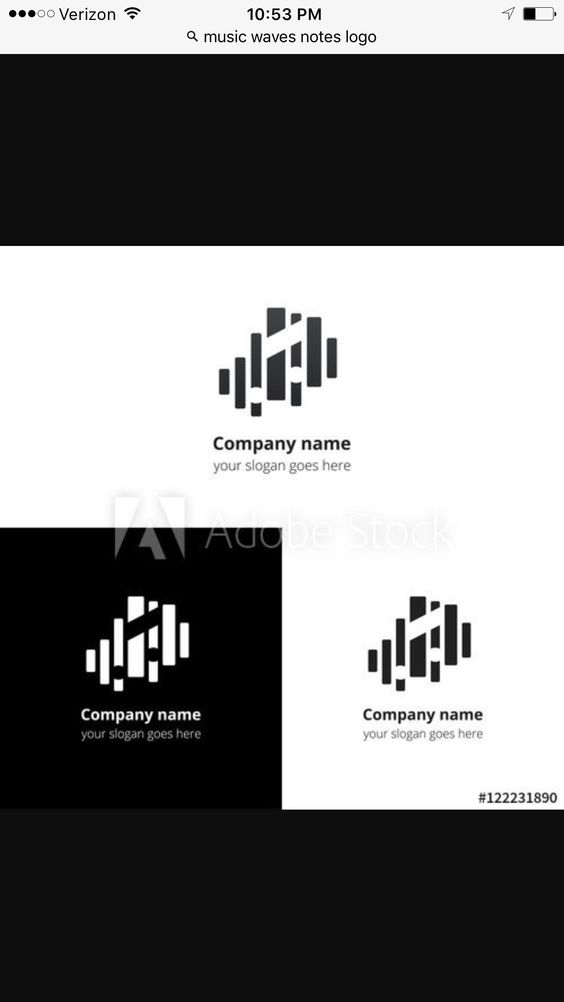 Verizon 10:53 PM
music waves notes logo
Company name
your slogan goes here
Adobe Stock
Company name
your slogan goes here
Company name
your slogan goes here
#122231890